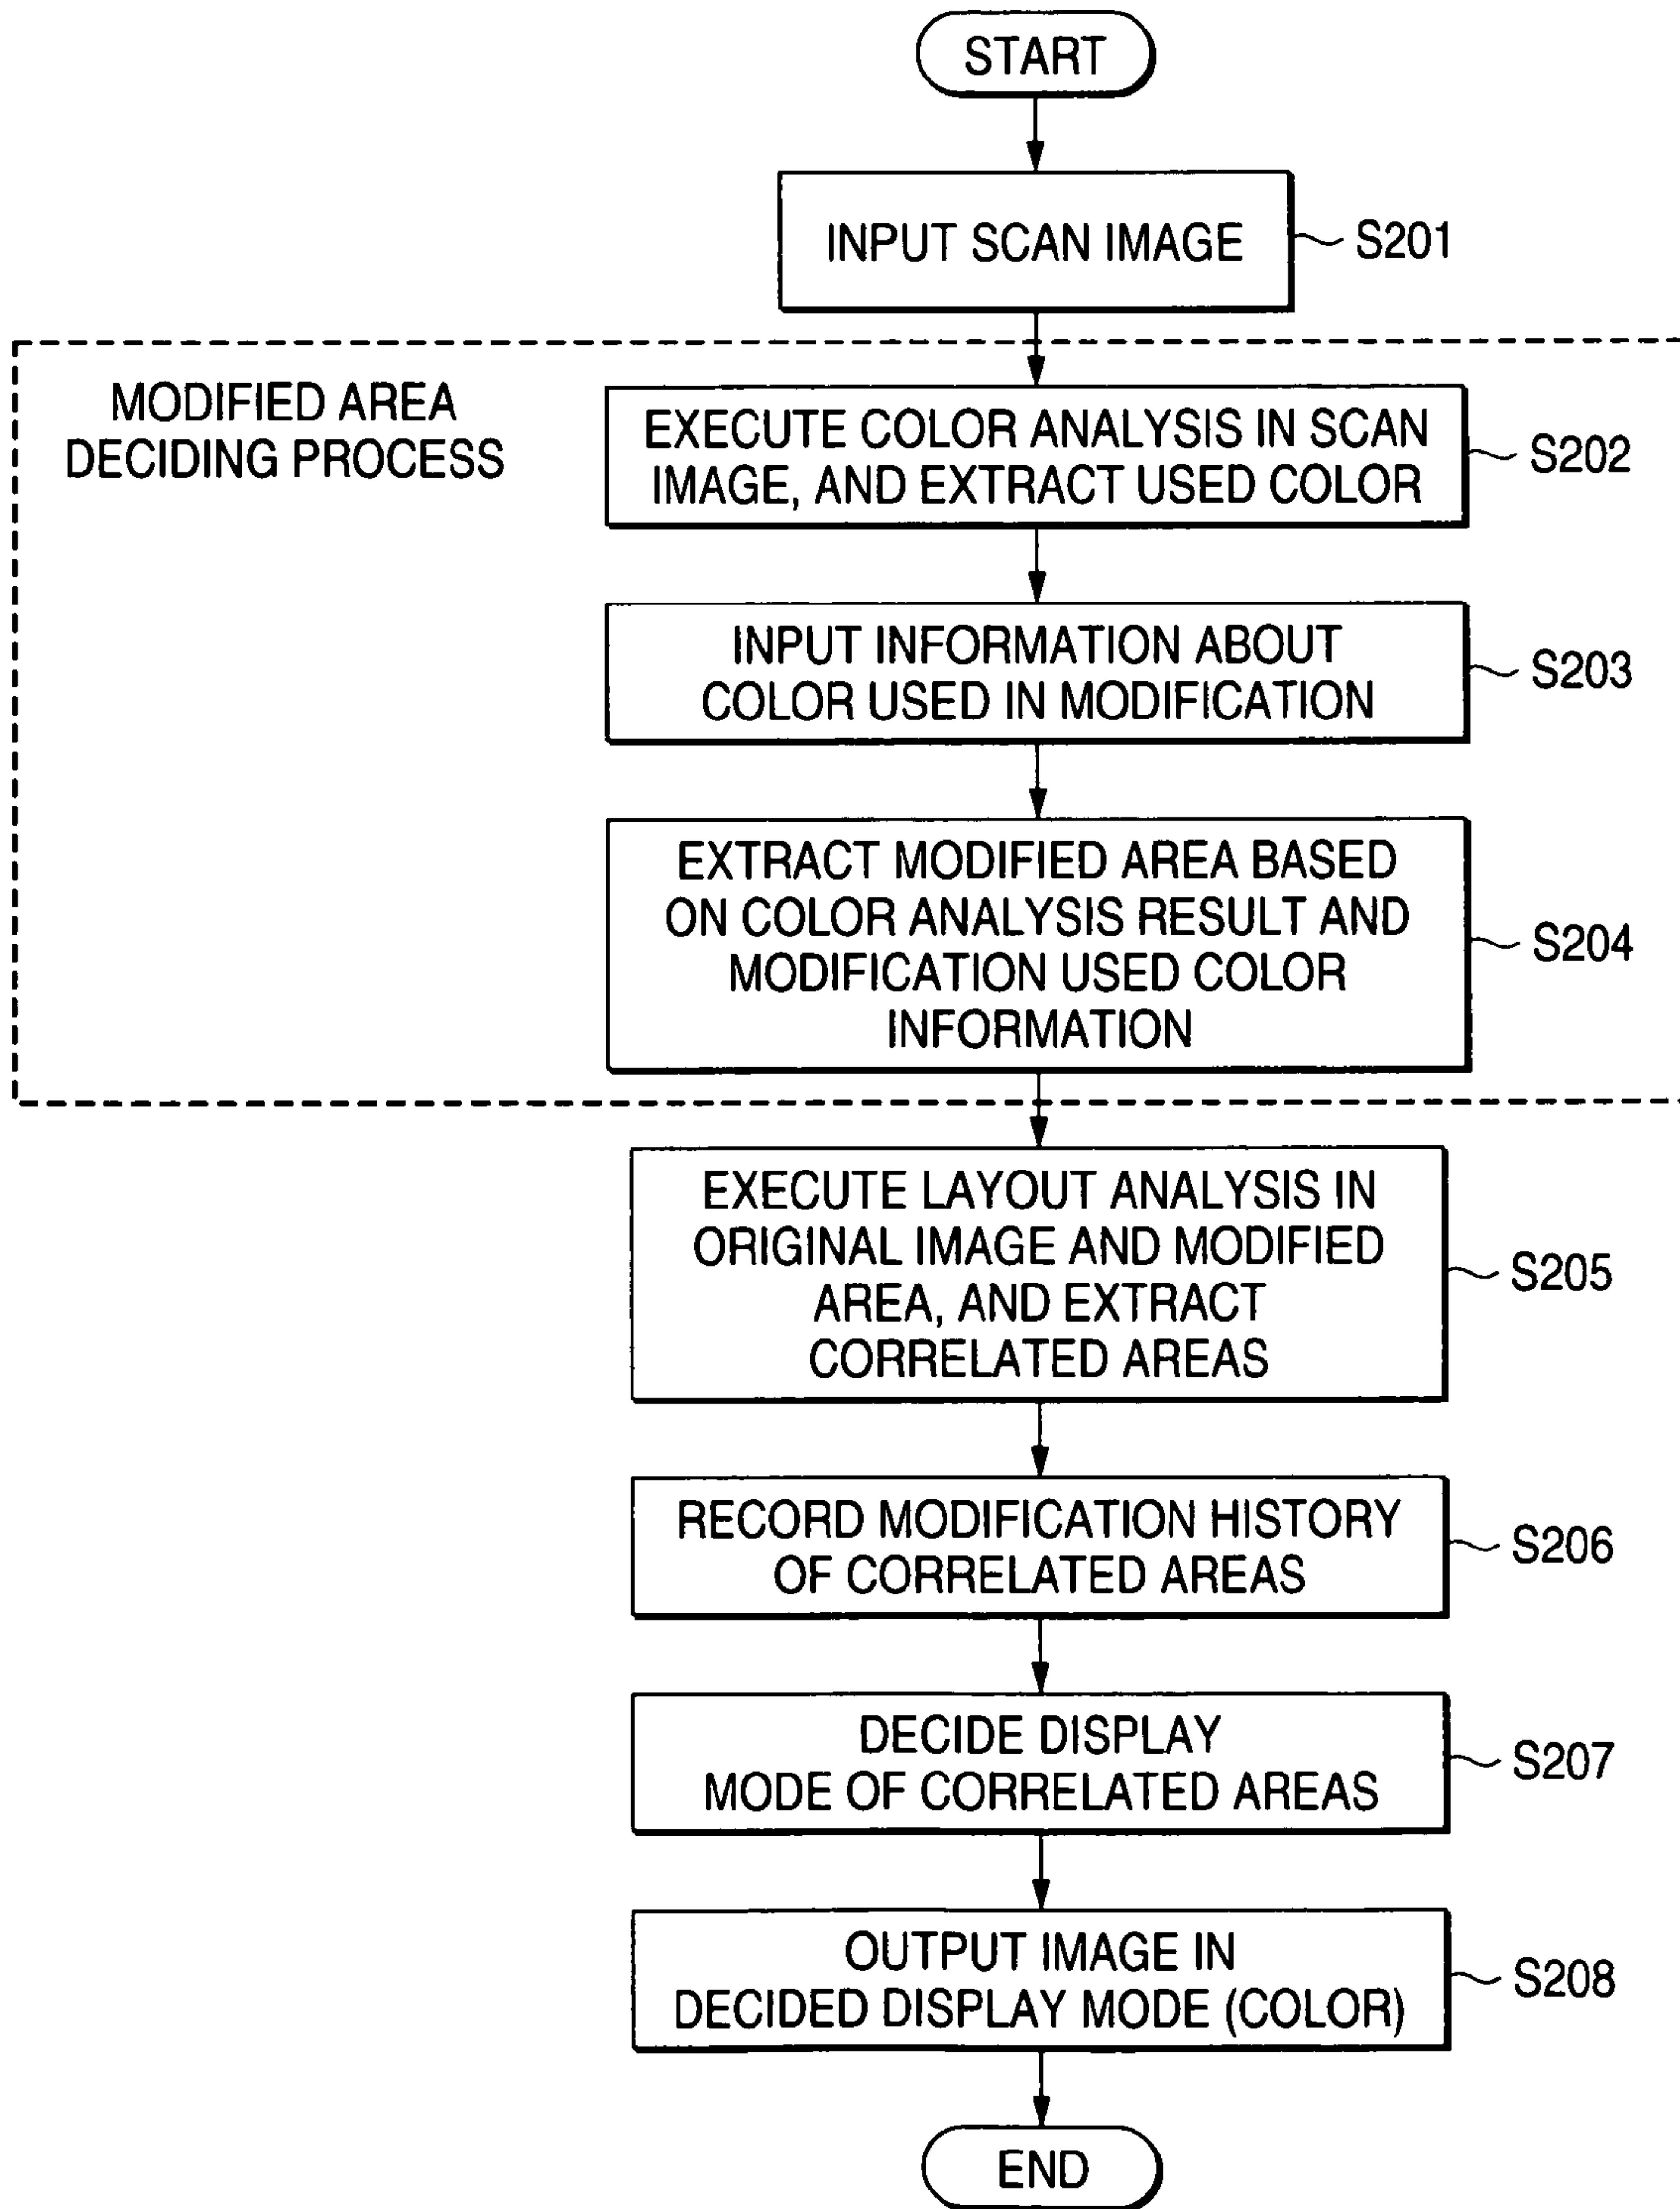 START
INPUT SCAN IMAGE
S201
MODIFIED AREA
DECIDING PROCESS
EXECUTE COLOR ANALYSIS IN SCAN
IMAGE, AND EXTRACT USED COLOR
S202
INPUT INFORMATION ABOUT
COLOR USED IN MODIFICATION
S203
EXTRACT MODIFIED AREA BASED
ON COLOR ANALYSIS RESULT AND
MODIFICATION USED COLOR
INFORMATION
S204
EXECUTE LAYOUT ANALYSIS IN
ORIGINAL IMAGE AND MODIFIED
AREA, AND EXTRACT
CORRELATED AREAS
S205
RECORD MODIFICATION HISTORY
OF CORRELATED AREAS
S206
DECIDE DISPLAY
MODE OF CORRELATED AREAS
S207
OUTPUT IMAGE IN
DECIDED DISPLAY MODE (COLOR)
S208
END